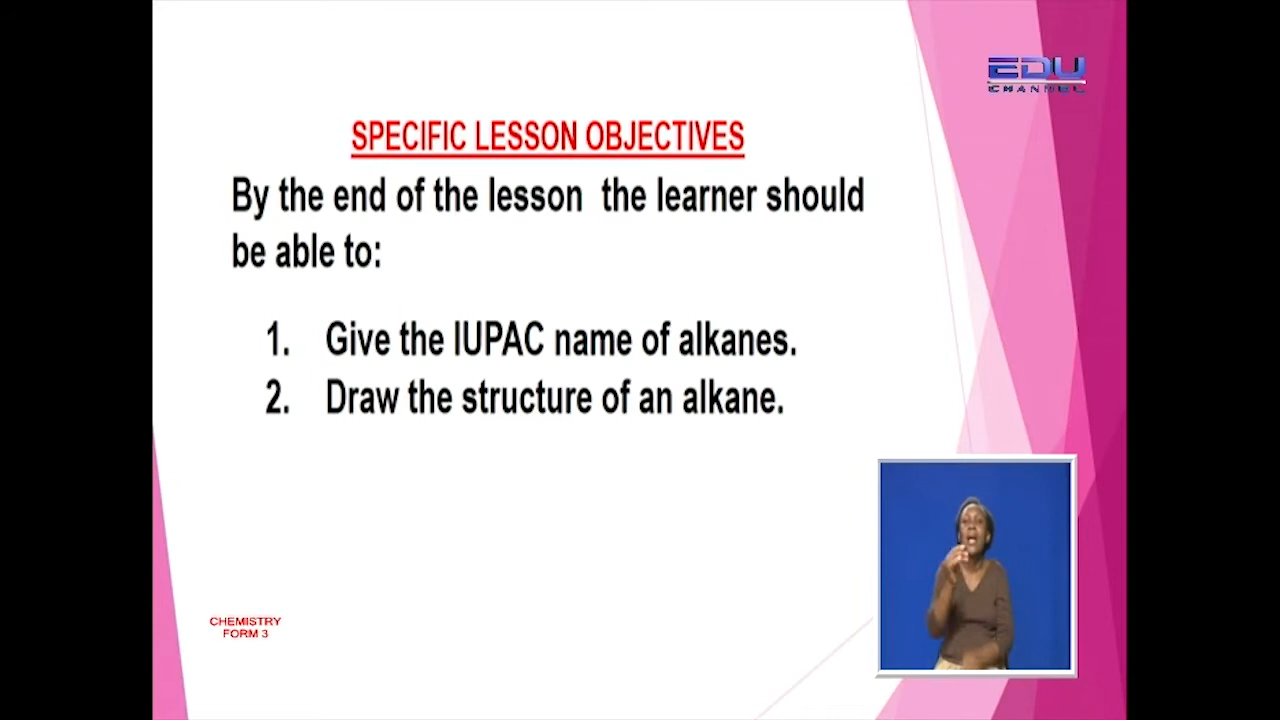 EDU
CHANNEL
SPECIFIC LESSON OBJECTIVES
By the end of the lesson the learner should
be able to:
1. Give the IUPAC name of alkanes.
2. Draw the structure of an alkane.
CHEMISTRY
FORM 3